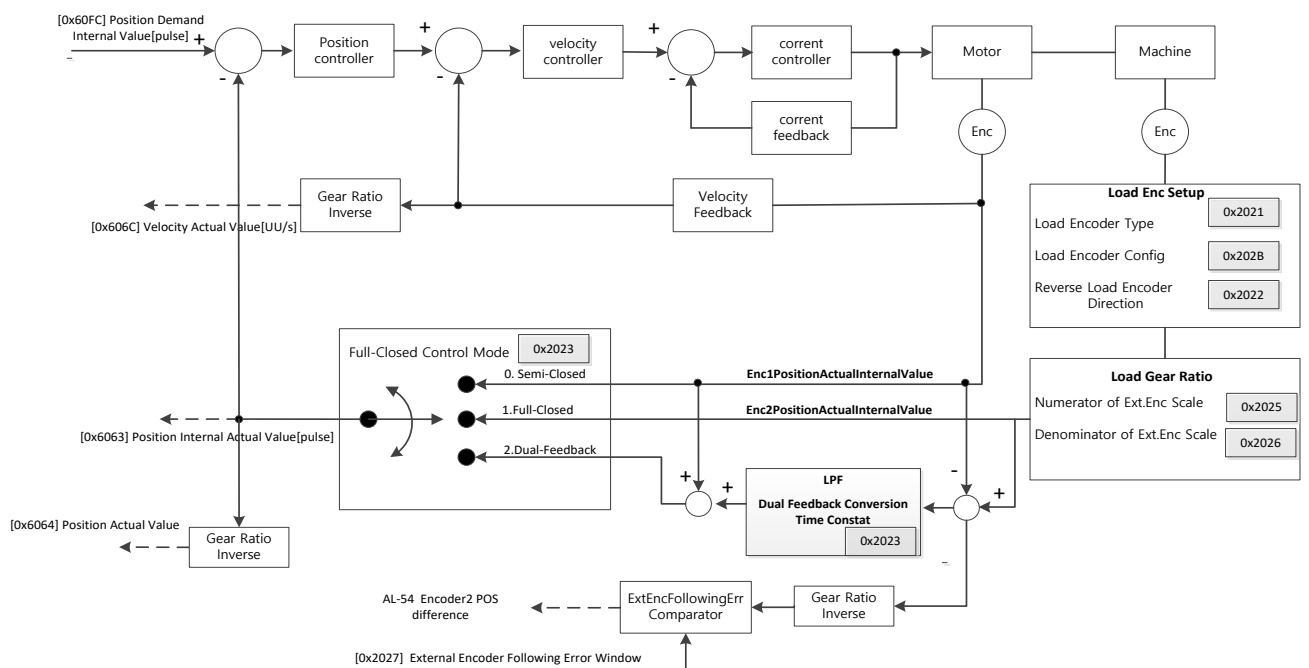 [0x60FC] Position Demand
Internal Value[pulse]
+
-
-
Position
controller
+
-
velocity
controller
+
-
corrent
controller
corrent
feedback
Motor
Machine
Enc
Enc
Gear Ratio
Inverse
Velocity
Feedback
[0x606C] Velocity Actual Value[UU/s]
Load Enc Setup
Load Encoder Type
0x2021
Load Encoder Config
0x202B
Reverse Load Encoder
Direction
0x2022
Full-Closed Control Mode
0x2023
0. Semi-Closed
Enc1PositionActualInternalValue
1.Full-Closed
Enc2PositionActualInternalValue
2.Dual-Feedback
Load Gear Ratio
Numerator of Ext.Enc Scale
0x2025
Denominator of Ext.Enc Scale
0x2026
[0x6063] Position Internal Actual Value[pulse]
+
+
LPF
Dual Feedback Conversion
Time Constat
0x2023
-
+
-
[0x6064] Position Actual Value
Gear Ratio
Inverse
AL-54 Encoder2 POS
difference
ExtEncFollowingErr
Comparator
Gear Ratio
Inverse
[0x2027] External Encoder Following Error Window